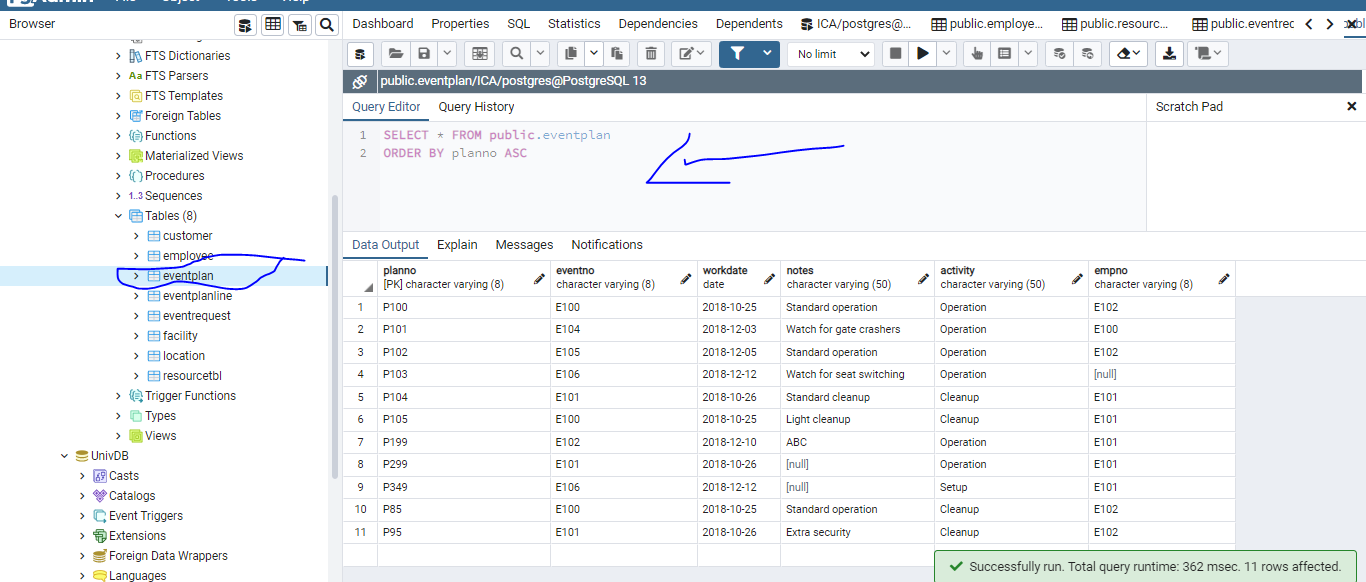 Browser
Dashboard Properties SQL Statistics Dependencies Dependents ICA/postgres@... public.employe... public.resourc... public.eventrec
FTS Dictionaries
FTS Parsers
FTS Templates
Foreign Tables
Functions
Materialized Views
Procedures
1..3 Sequences
Tables (8)
customer
employee
eventplan
eventplanline
eventrequest
facility
location
resourcetbl
Trigger Functions
Types
Views
UnivDB
Casts
Catalogs
Event Triggers
Extensions
Foreign Data Wrappers
Languages
No limit
public.eventplan/ICA/postgres@PostgreSQL 13
Query Editor Query History
Scratch Pad
1 SELECT * FROM public.eventplan
2 ORDER BY planno ASC
Data Output Explain Messages Notifications
planno eventno workdate notes activity empno
[PK] character varying (8) character varying (8) date character varying (50) character varying (50) character varying (8)
1 P100 E100 2018-10-25 Standard operation Operation E102
2 P101 E104 2018-12-03 Watch for gate crashers Operation E100
3 P102 E105 2018-12-05 Standard operation Operation E102
4 P103 E106 2018-12-12 Watch for seat switching Operation [null]
5 P104 E101 2018-10-26 Standard cleanup Cleanup E101
6 P105 E100 2018-10-25 Light cleanup Cleanup E101
7 P199 E102 2018-12-10 ABC Operation E101
8 P299 E101 2018-10-26 [null] Operation E101
9 P349 E106 2018-12-12 [null] Setup E101
10 P85 E100 2018-10-25 Standard operation Cleanup E102
11 P95 E101 2018-10-26 Extra security Cleanup E102
Successfully run. Total query runtime: 362 msec. 11 rows affected.